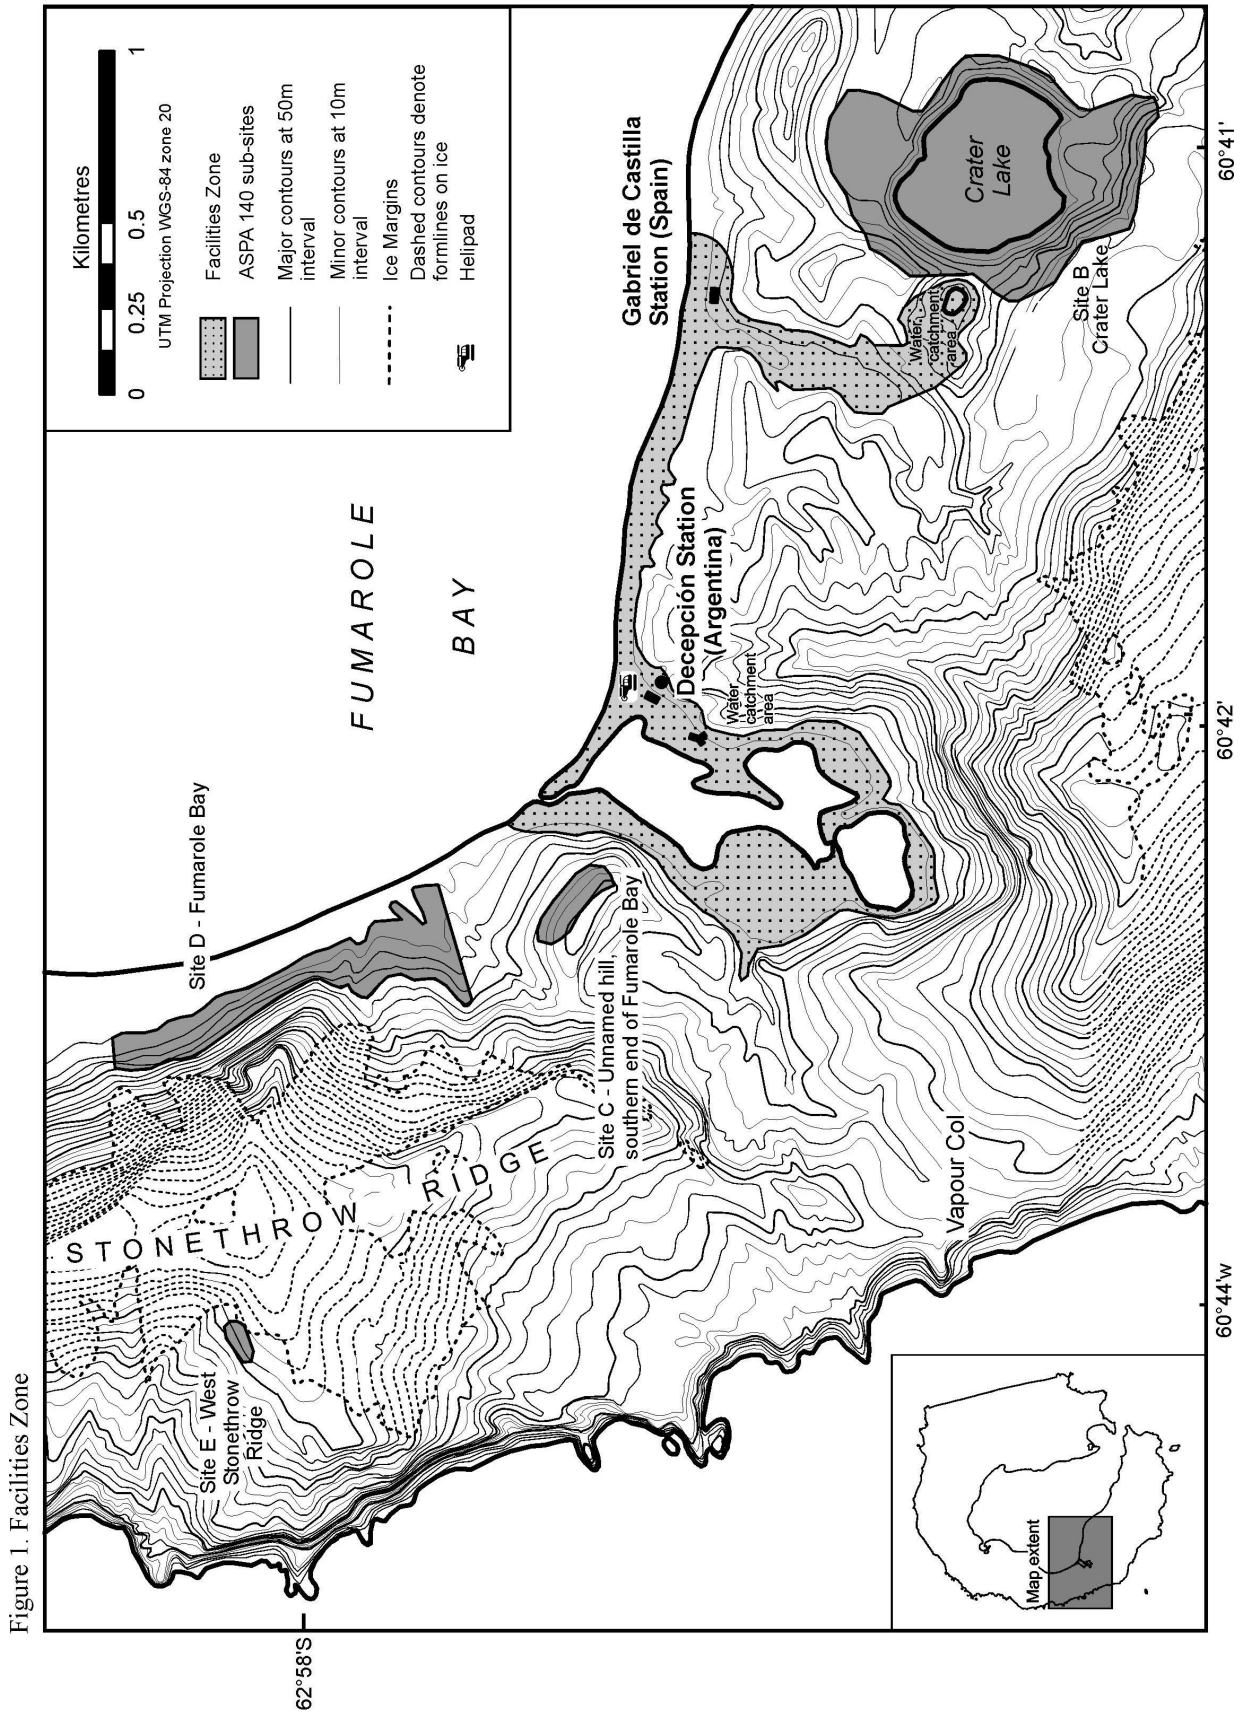 Figure 1. Facilities Zone
Kilometres
0
0.25
0.5
1
UTM Projection WGS-84 zone 20
Facilities Zone
ASPA 140 sub-sites
Major contours at 50m
interval
Minor contours at 10m
interval
Ice Margins
Dashed contours denote
formlines on ice
Helipad
FUMAROLE
BAY
Site D - Fumarole Bay
STONETHROW
RIDGE
Site E - West
Stonethrow
Ridge
Site C - Unnamed hill,
southern end of Fumarole Bay
Gabriel de Castilla
Station (Spain)
Decepción Station
(Argentina)
Water
catchment
area
Water
catchment
area
Crater
Lake
Site B
Crater Lake
Vapour Col
Map extent
62°58'S
60°44'w
60°42'
60°41'